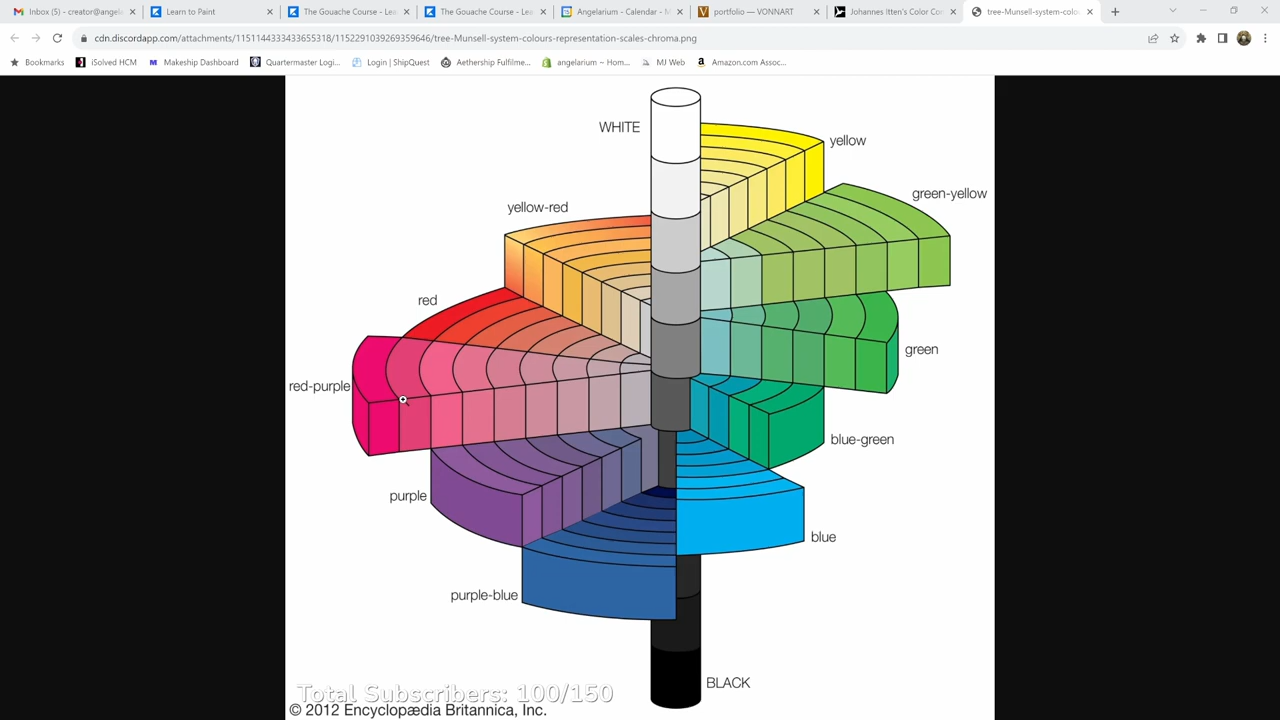 Inbox (5) - creator@angele
Learn to Paint
The Gouache Course - Lea
The Gouache Course - Lea
Angelarium - Calendar - M
portfolio — VONNART
Johannes Itten's Color Co
tree-Munsell-system-colou
cdn.discordapp.com/attachments/1151144333433655318/1152291039269359646/tree-Munsell-system-colours-representation-scales-chroma.png
Bookmarks
iSolved HCM
Makeship Dashboard
Quartermaster Logi...
Login | ShipQuest
Aethership Fulfilme...
angelarium ~ Hom...
MJ Web
Amazon.com Assoc...
WHITE
yellow
green-yellow
yellow-red
red
green
red-purple
blue-green
purple
blue
purple-blue
BLACK
Total Subscribers: 100/150
© 2012 Encyclopædia Britannica, Inc.